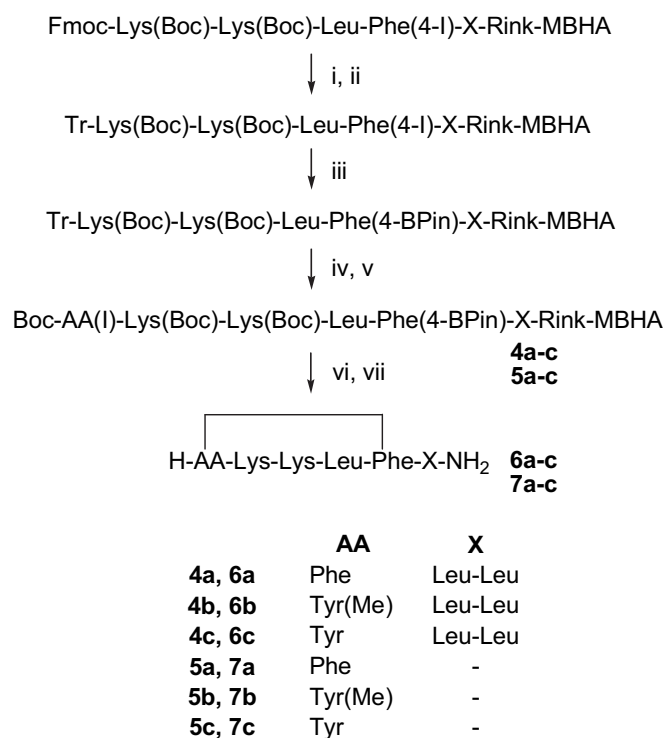 Fmoc-Lys(Boc)-Lys(Boc)-Leu-Phe(4-I)-X-Rink-MBHA
i, ii
Tr-Lys(Boc)-Lys(Boc)-Leu-Phe(4-I)-X-Rink-MBHA
iii
Tr-Lys(Boc)-Lys(Boc)-Leu-Phe(4-BPin)-X-Rink-MBHA
iv, v
Boc-AA(I)-Lys(Boc)-Lys(Boc)-Leu-Phe(4-BPin)-X-Rink-MBHA
4a-c
5a-c
vi, vii
H-AA-Lys-Lys-Leu-Phe-X-NH2 6a-c
7a-c
AA X
4a, 6a Phe Leu-Leu
4b, 6b Tyr(Me) Leu-Leu
4c, 6c Tyr Leu-Leu
5a, 7a Phe -
5b, 7b Tyr(Me) -
5c, 7c Tyr -